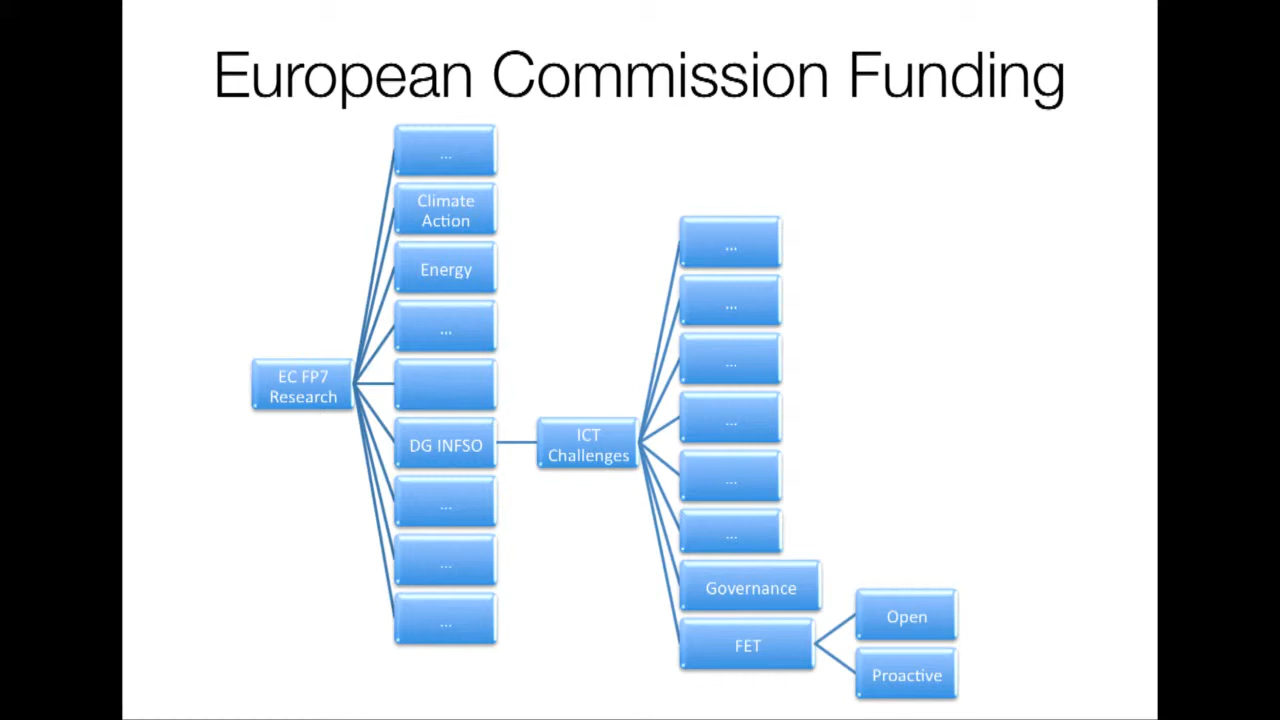 European Commission Funding
...
Climate
Action
Energy
...
EC FP7
Research
DG INFSO
...
...
...
ICT
Challenges
...
...
...
...
...
...
Governance
FET
Open
Proactive